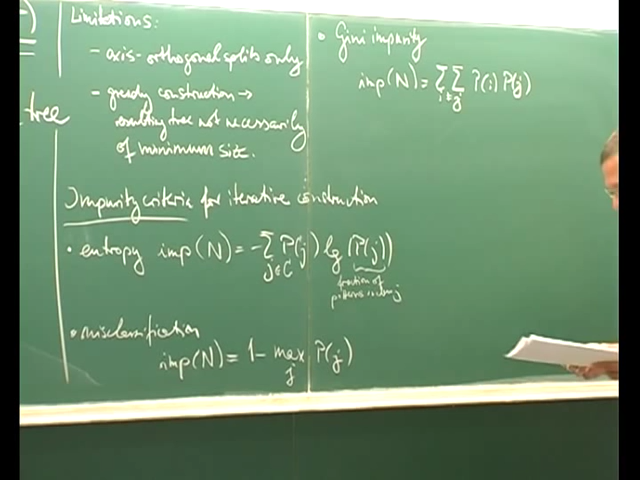 Limitations:
- axis-orthogonal splits only
- greedy construction →
resulting tree not necessarily
of minimum size.
tree
Impurity criteria for iterative construction
• entropy imp(N) = -∑ P(j) lg (P(j))
j∈C
fraction of
patterns in
• misclassification
imp(N) = 1 - max P(j)
j
• Gini impurity
imp(N) = ∑∑ P(i) P(j)
i≠j